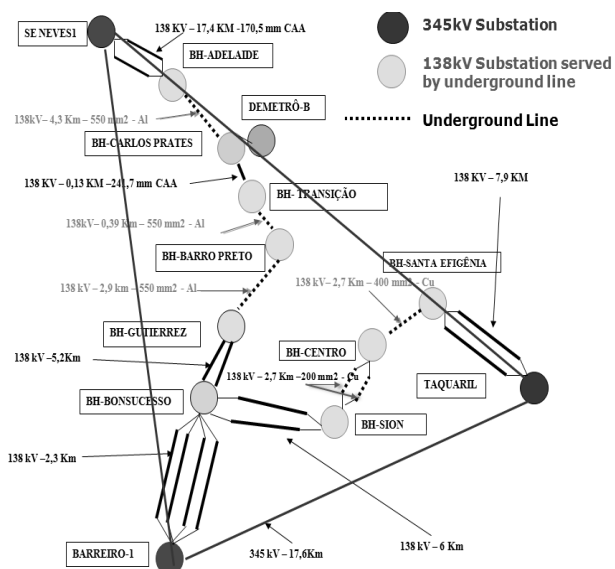 SE NEVES1
138 KV – 17,4 KM -170,5 mm CAA
345kV Substation
BH-ADELAIDE
138kV Substation served
by underground line
DEMETRÔ-B
138kV– 4,3 Km– 550 mm2 - Al
Underground Line
BH-CARLOS PRATES
138 KV – 0,13 KM –241,7 mm CAA
BH- TRANSIÇÃO
138 KV – 7,9 KM
138kV– 0,39 Km– 550 mm2 - Al
BH-BARRO PRETO
BH-SANTA EFIGÊNIA
138 kV – 2,7 Km – 400 mm2 - Cu
138 kV – 2,9 km – 550 mm2 - Al
BH-GUTIERREZ
BH-CENTRO
138 kV –5,2Km
138 kV – 2,7 Km –200 mm2 - Cu
TAQUARIL
BH-BONSUCESSO
BH-SION
138 kV –2,3 Km
BARREIRO-1
345 kV – 17,6Km
138 kV – 6 Km